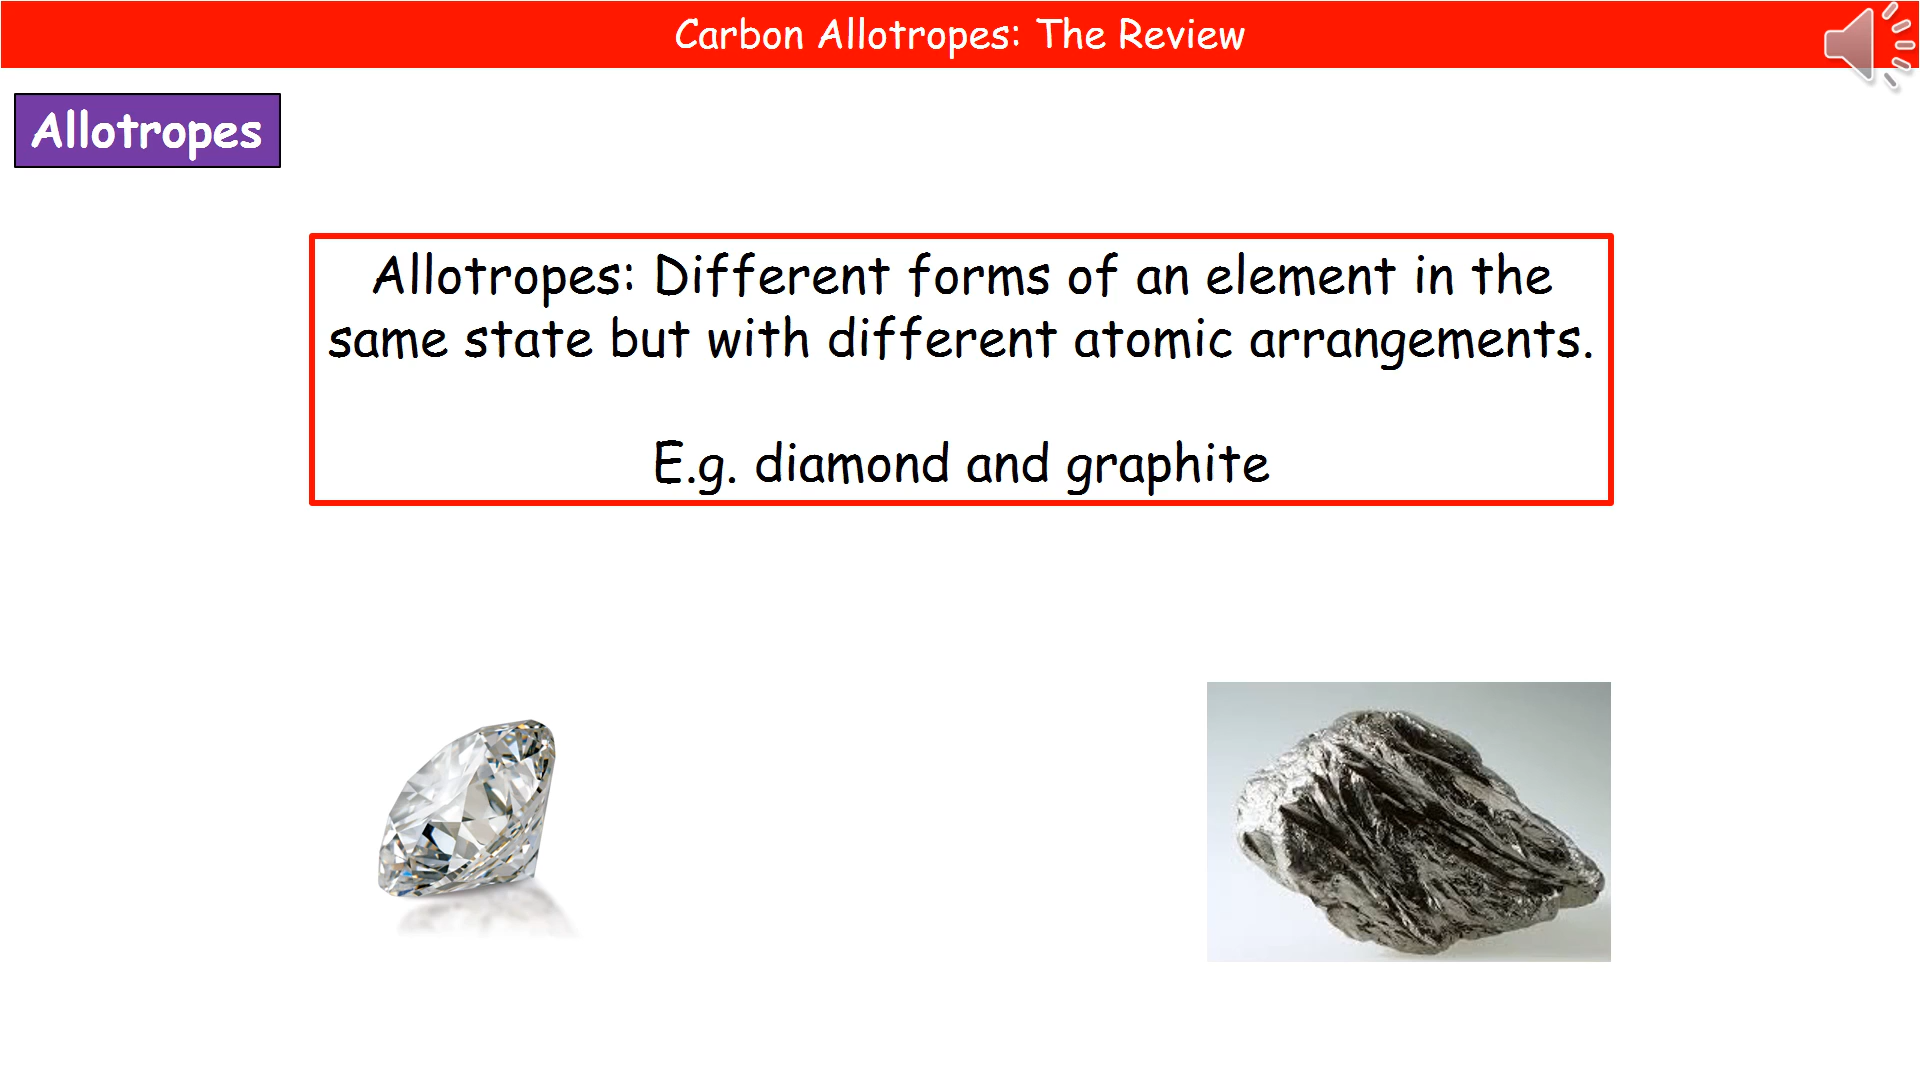 Carbon Allotropes: The Review
Allotropes
Allotropes: Different forms of an element in the
same state but with different atomic arrangements.
E.g. diamond and graphite